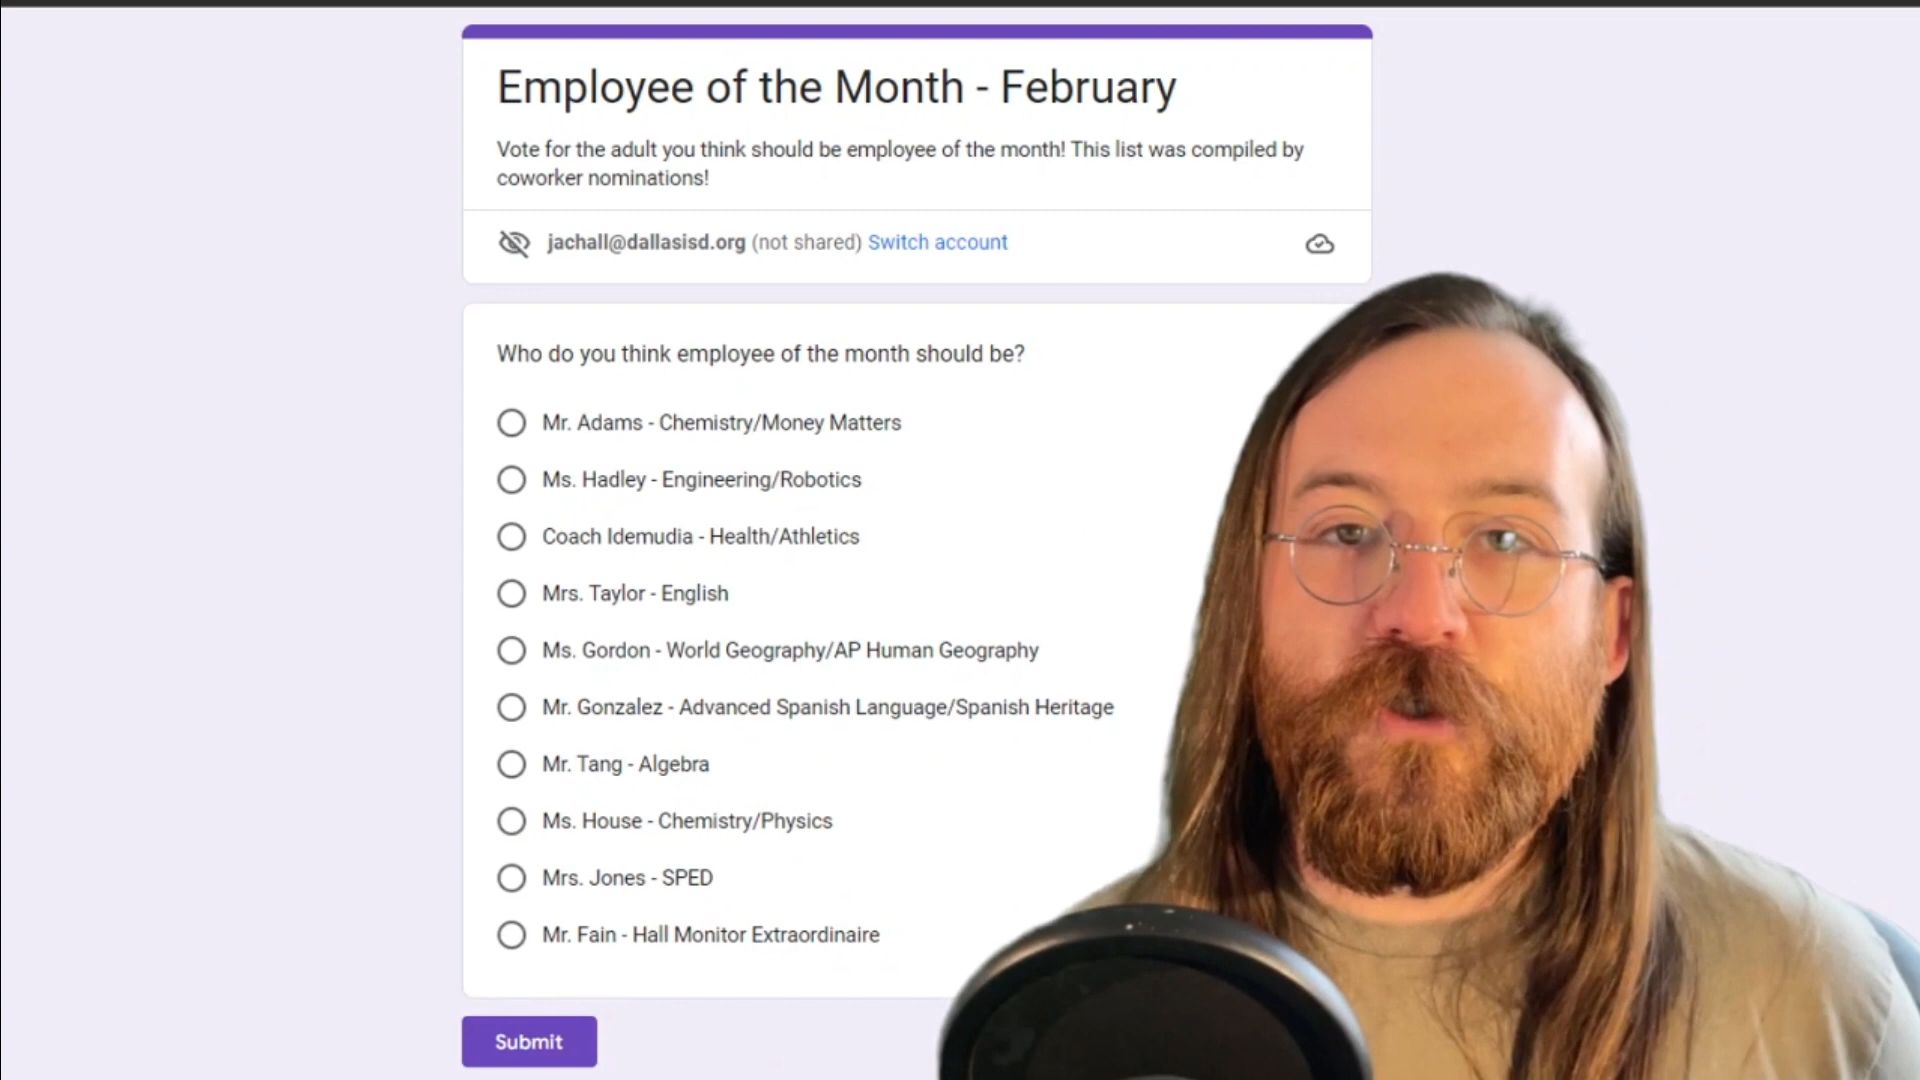 Employee of the Month - February
Vote for the adult you think should be employee of the month! This list was compiled by
coworker nominations!
jachall@dallasisd.org (not shared) Switch account
Who do you think employee of the month should be?
Mr. Adams - Chemistry/Money Matters
Ms. Hadley - Engineering/Robotics
Coach Idemudia - Health/Athletics
Mrs. Taylor - English
Ms. Gordon - World Geography/AP Human Geography
Mr. Gonzalez - Advanced Spanish Language/Spanish Heritage
Mr. Tang - Algebra
Ms. House - Chemistry/Physics
Mrs. Jones - SPED
Mr. Fain - Hall Monitor Extraordinaire
Submit